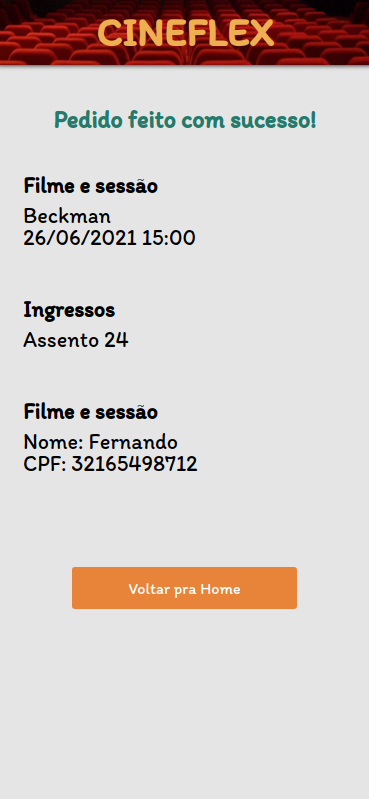 CINEFLEX
Pedido feito com sucesso!
Filme e sessão
Beckman
26/06/2021 15:00
Ingressos
Assento 24
Filme e sessão
Nome: Fernando
CPF: 32165498712
Voltar pra Home